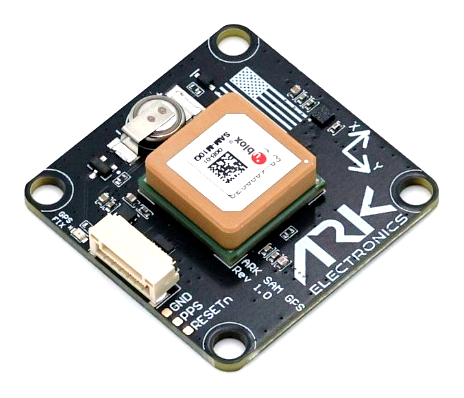 blox
SAM-M10Q
X
Y
ARK
ELECTRONICS
ARK SAM GPS
Rev 1.0
GPS
FIX
GND
PPS
RESETn